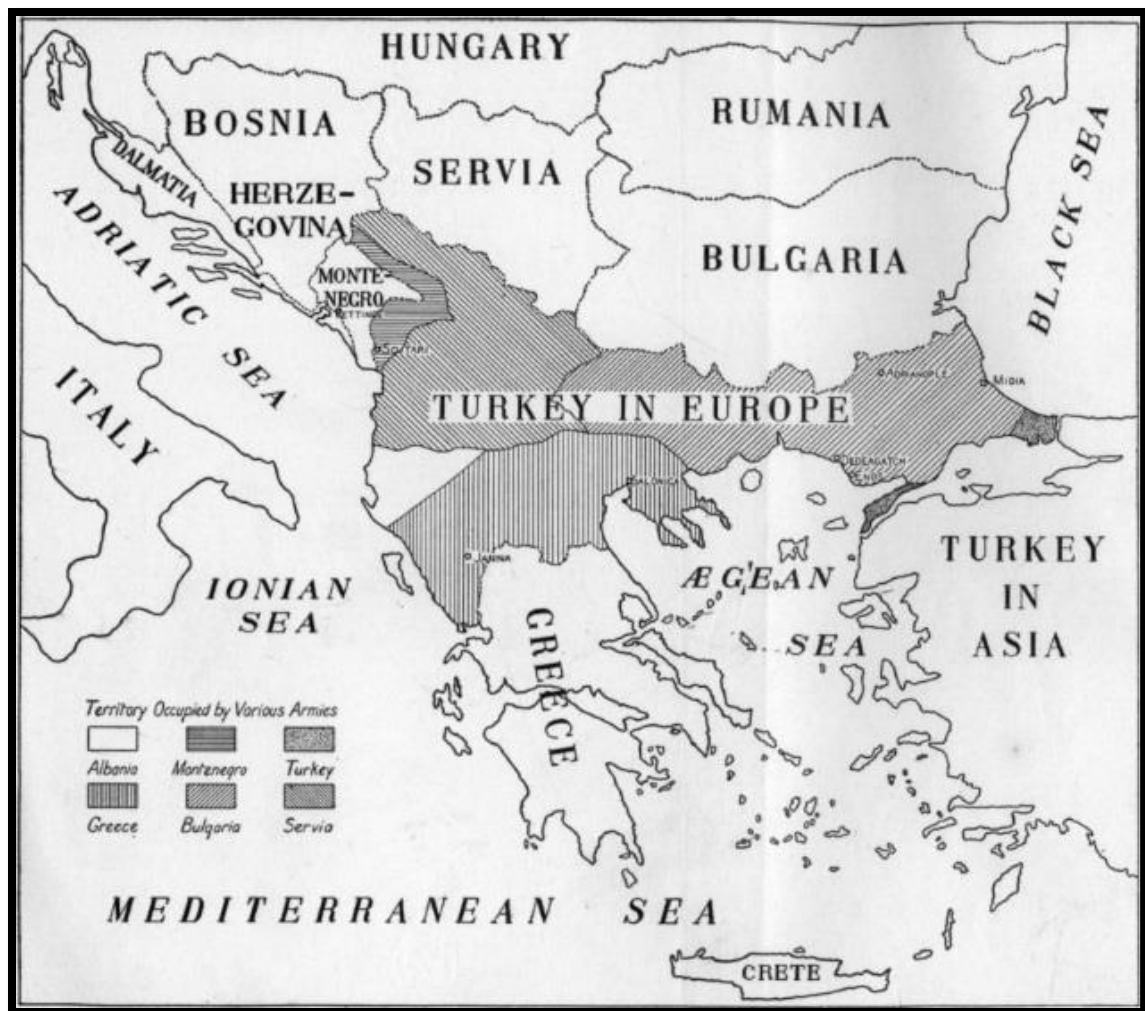 HUNGARY
BOSNIA
RUMANIA
DALMATIA
SERVIA
BLACK SEA
HERZE-
GOVINA
ADRIATIC SEA
BULGARIA
MONTE-
NEGRO
CETTINGE
SCUTARI
ADRIANOPLE
MIDIA
ITALY
TURKEY IN EUROPE
DEDEAGATCH
ENOS
SALONICA
JANINA
TURKEY
IN
ASIA
IONIAN
SEA
ÆGEAN
SEA
GREECE
Territory Occupied by Various Armies
Albania Montenegro Turkey
Greece Bulgaria Servia
MEDITERRANEAN SEA
CRETE